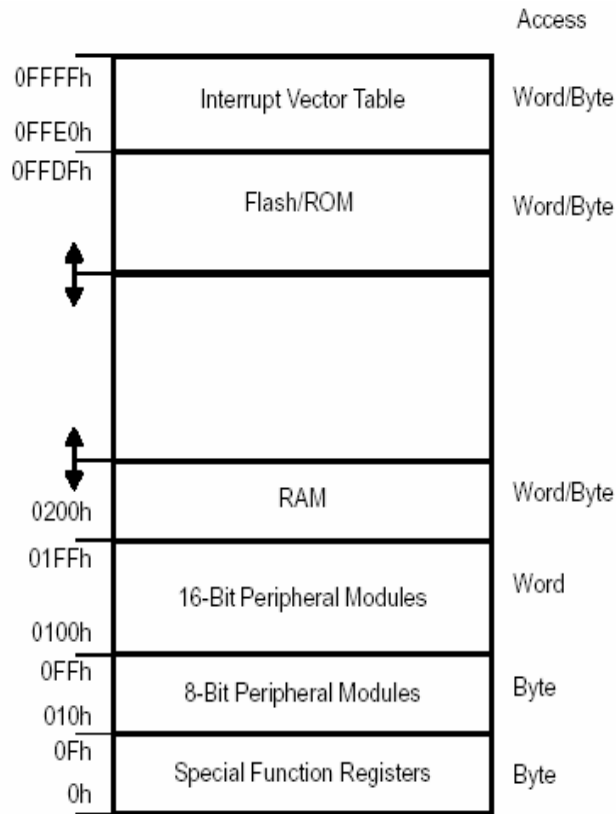 Access
0FFFFh
Interrupt Vector Table Word/Byte
0FFE0h
0FFDFh
Flash/ROM Word/Byte
RAM Word/Byte
0200h
01FFh
16-Bit Peripheral Modules Word
0100h
0FFh
8-Bit Peripheral Modules Byte
010h
0Fh
Special Function Registers Byte
0h